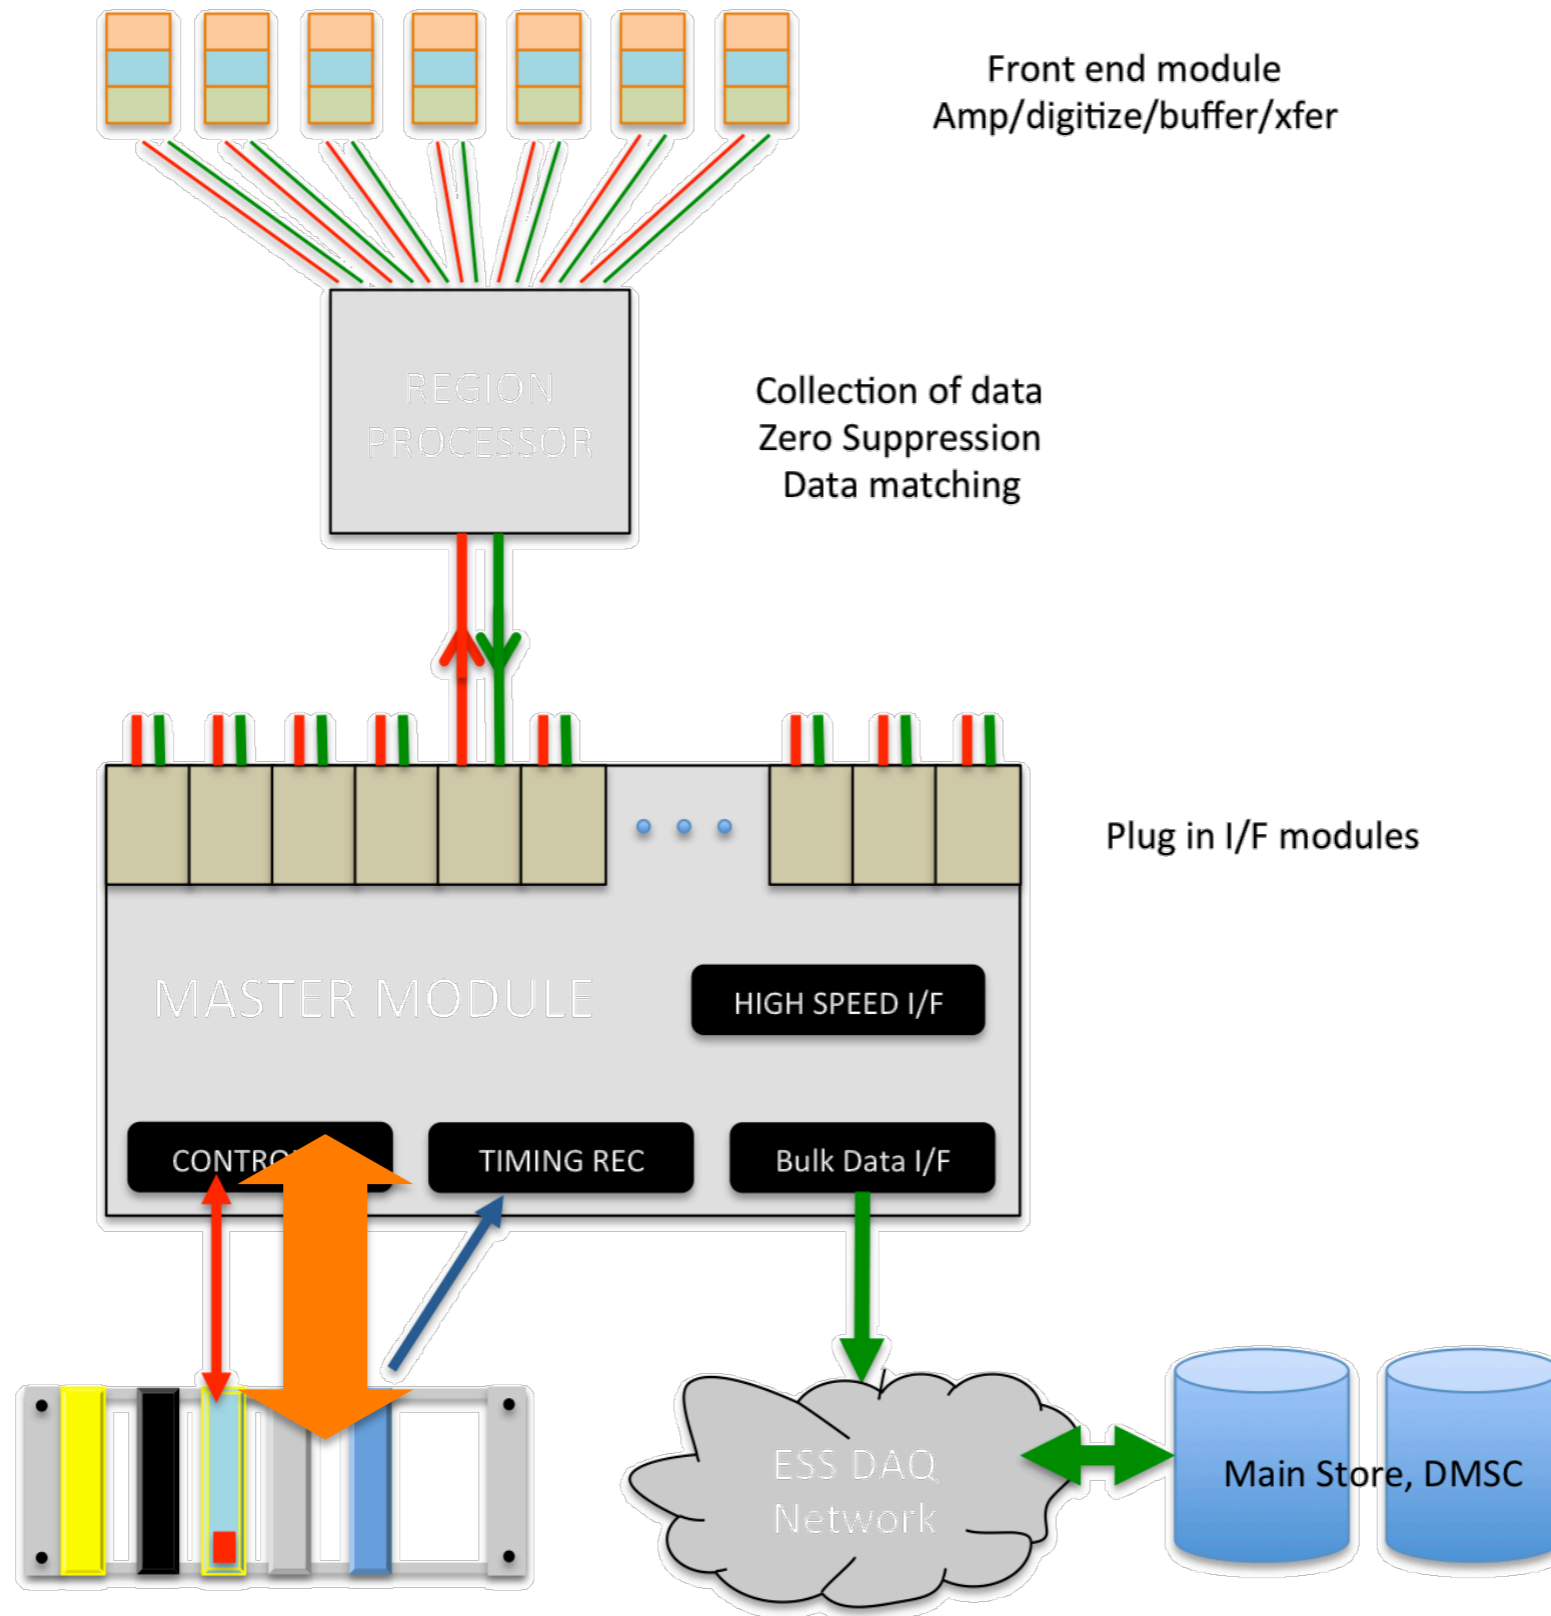 Front end module
Amp/digitize/buffer/xfer
REGION
PROCESSOR
Collection of data
Zero Suppression
Data matching
Plug in I/F modules
MASTER MODULE
HIGH SPEED I/F
TIMING REC
Bulk Data I/F
ESS DAQ
Network
Main Store, DMSC